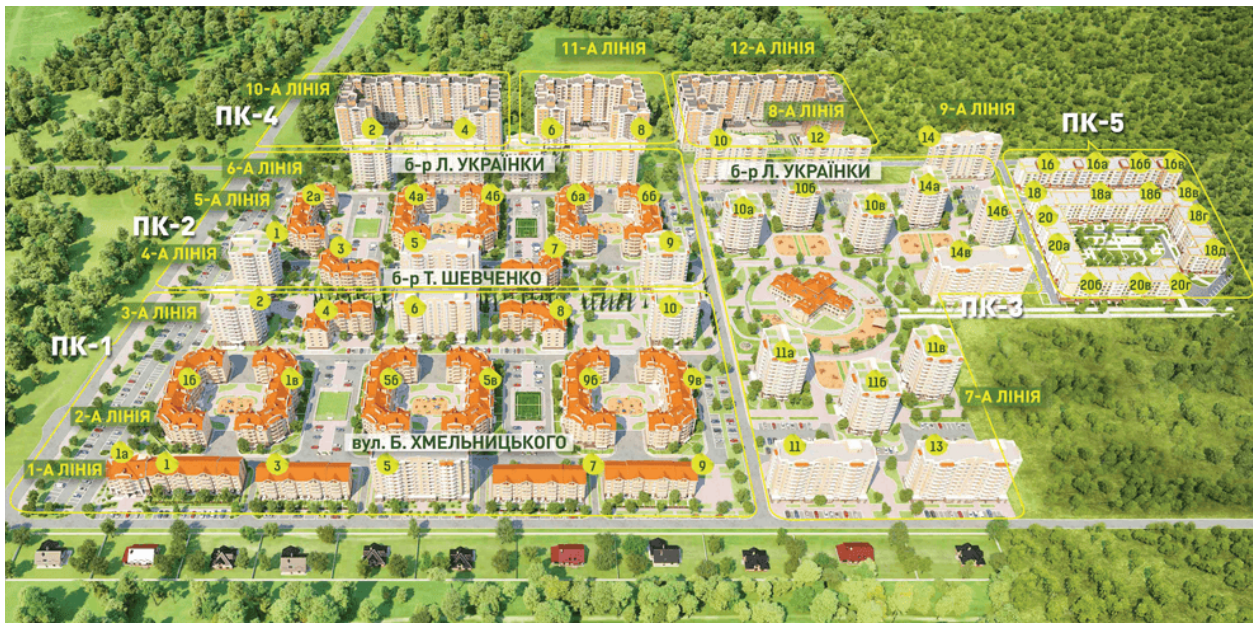 11-А ЛІНІЯ
12-А ЛІНІЯ
10-А ЛІНІЯ
ПК-4
8-А ЛІНІЯ
9-А ЛІНІЯ
ПК-5
2
4
6
8
10
12
14
6-А ЛІНІЯ
б-р Л. УКРАЇНКИ
б-р Л. УКРАЇНКИ
16
16а
16б
16в
5-А ЛІНІЯ
2а
4а
4б
6а
6б
10а
10б
10в
14а
14б
18
18а
18б
18в
18г
18д
20
20а
20б
20в
20г
ПК-2
4-А ЛІНІЯ
1
3
5
7
9
14в
б-р Т. ШЕВЧЕНКО
ПК-3
3-А ЛІНІЯ
2
4
6
8
10
ПК-1
1б
1в
5б
5в
9б
9в
11а
11б
11в
7-А ЛІНІЯ
2-А ЛІНІЯ
вул. Б. ХМЕЛЬНИЦЬКОГО
1-А ЛІНІЯ
1а
1
3
5
7
9
11
13